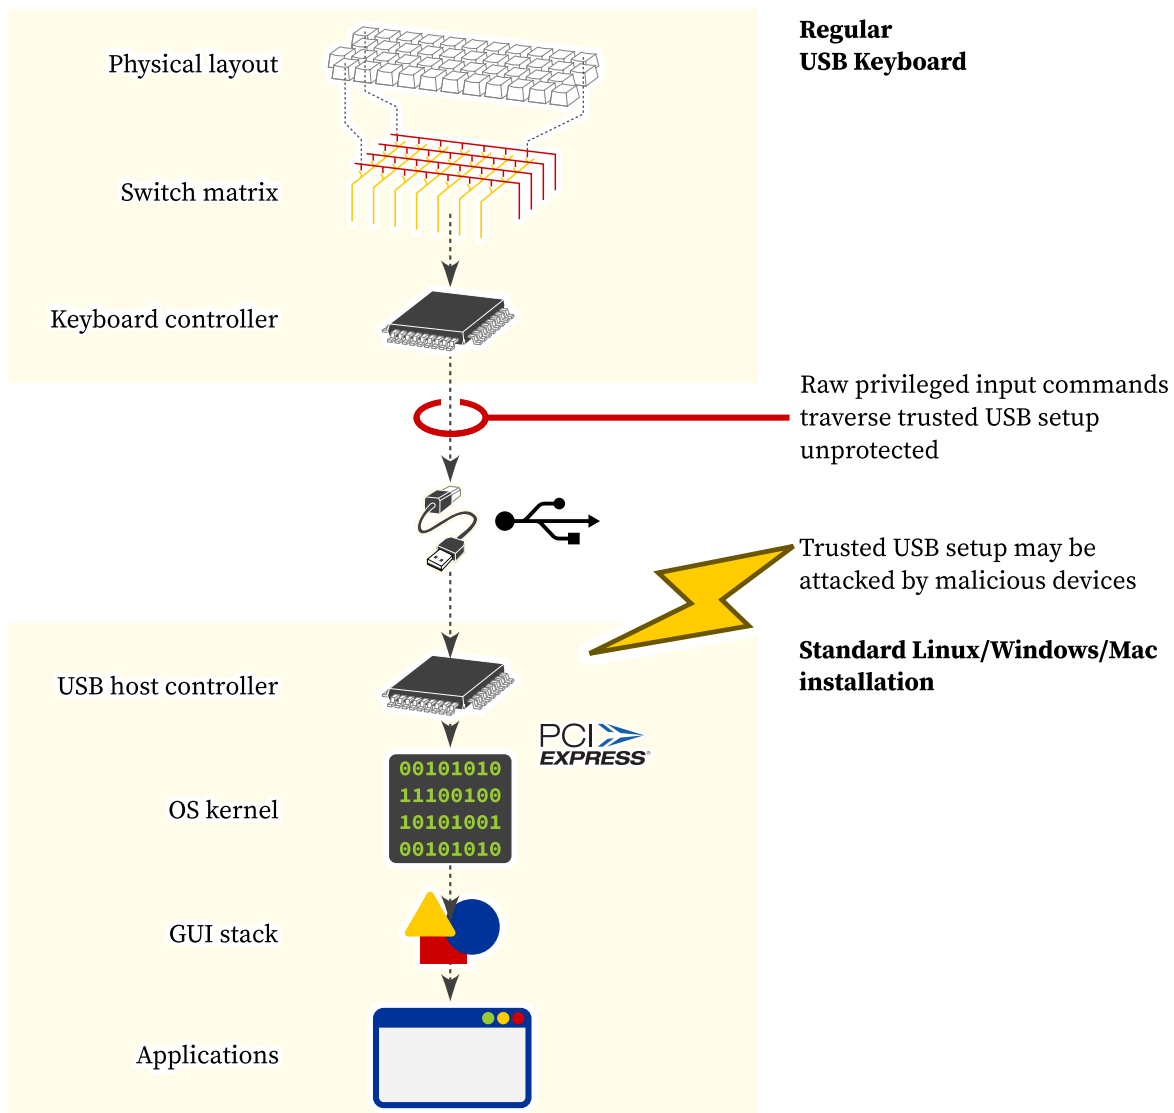 Physical layout
Regular
USB Keyboard
Switch matrix
Keyboard controller
Raw privileged input commands
traverse trusted USB setup
unprotected
Trusted USB setup may be
attacked by malicious devices
Standard Linux/Windows/Mac
installation
USB host controller
PCI
EXPRESS®
OS kernel
00101010
11100100
10101001
00101010
GUI stack
Applications